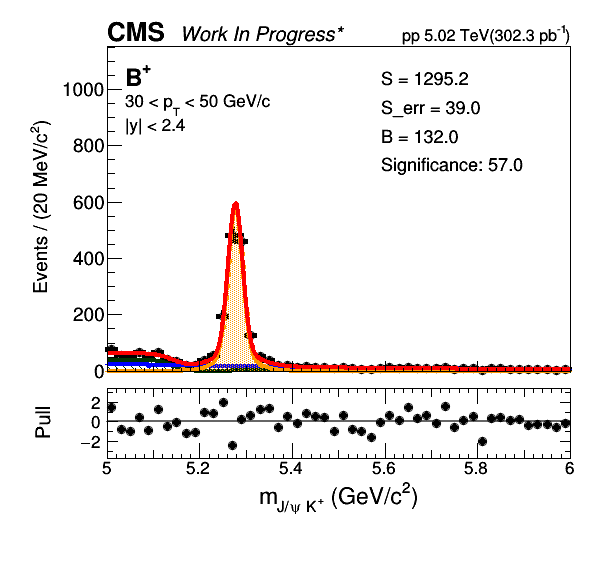 CMS Work In Progress* pp 5.02 TeV(302.3 pb⁻¹)
B⁺
30 < p_T < 50 GeV/c
|y| < 2.4
S = 1295.2
S_err = 39.0
B = 132.0
Significance: 57.0
Events / (20 MeV/c²)
1000
800
600
400
200
0
Pull
2
0
−2
5 5.2 5.4 5.6 5.8 6
m_{J/ψ K⁺} (GeV/c²)